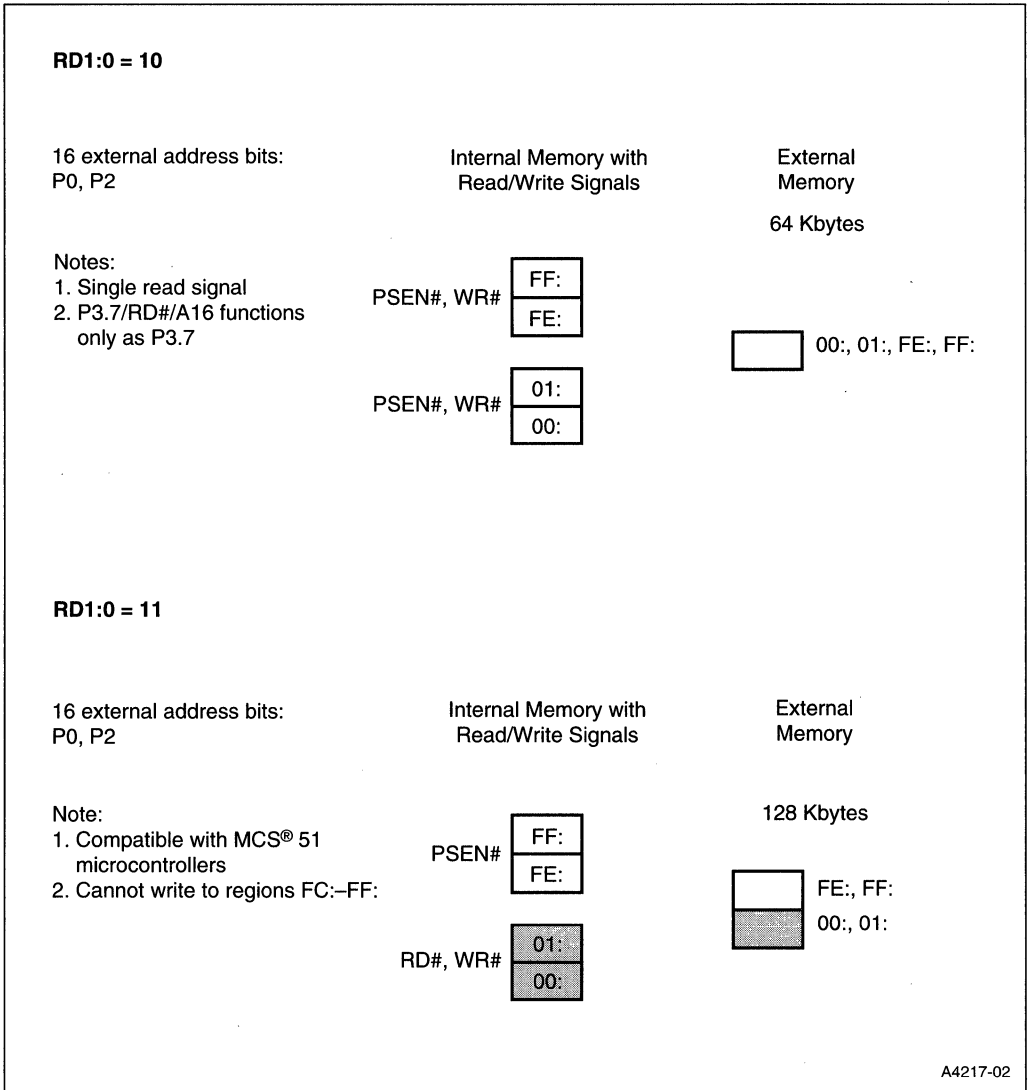 RD1:0 = 10
16 external address bits:
P0, P2
Internal Memory with
Read/Write Signals
External
Memory
64 Kbytes
Notes:
1. Single read signal
2. P3.7/RD#/A16 functions
only as P3.7
PSEN#, WR#
FF:
FE:
00:, 01:, FE:, FF:
PSEN#, WR#
01:
00:
RD1:0 = 11
16 external address bits:
P0, P2
Internal Memory with
Read/Write Signals
External
Memory
128 Kbytes
Note:
1. Compatible with MCS® 51
microcontrollers
2. Cannot write to regions FC:–FF:
PSEN#
FF:
FE:
FE:, FF:
00:, 01:
RD#, WR#
01:
00:
A4217-02